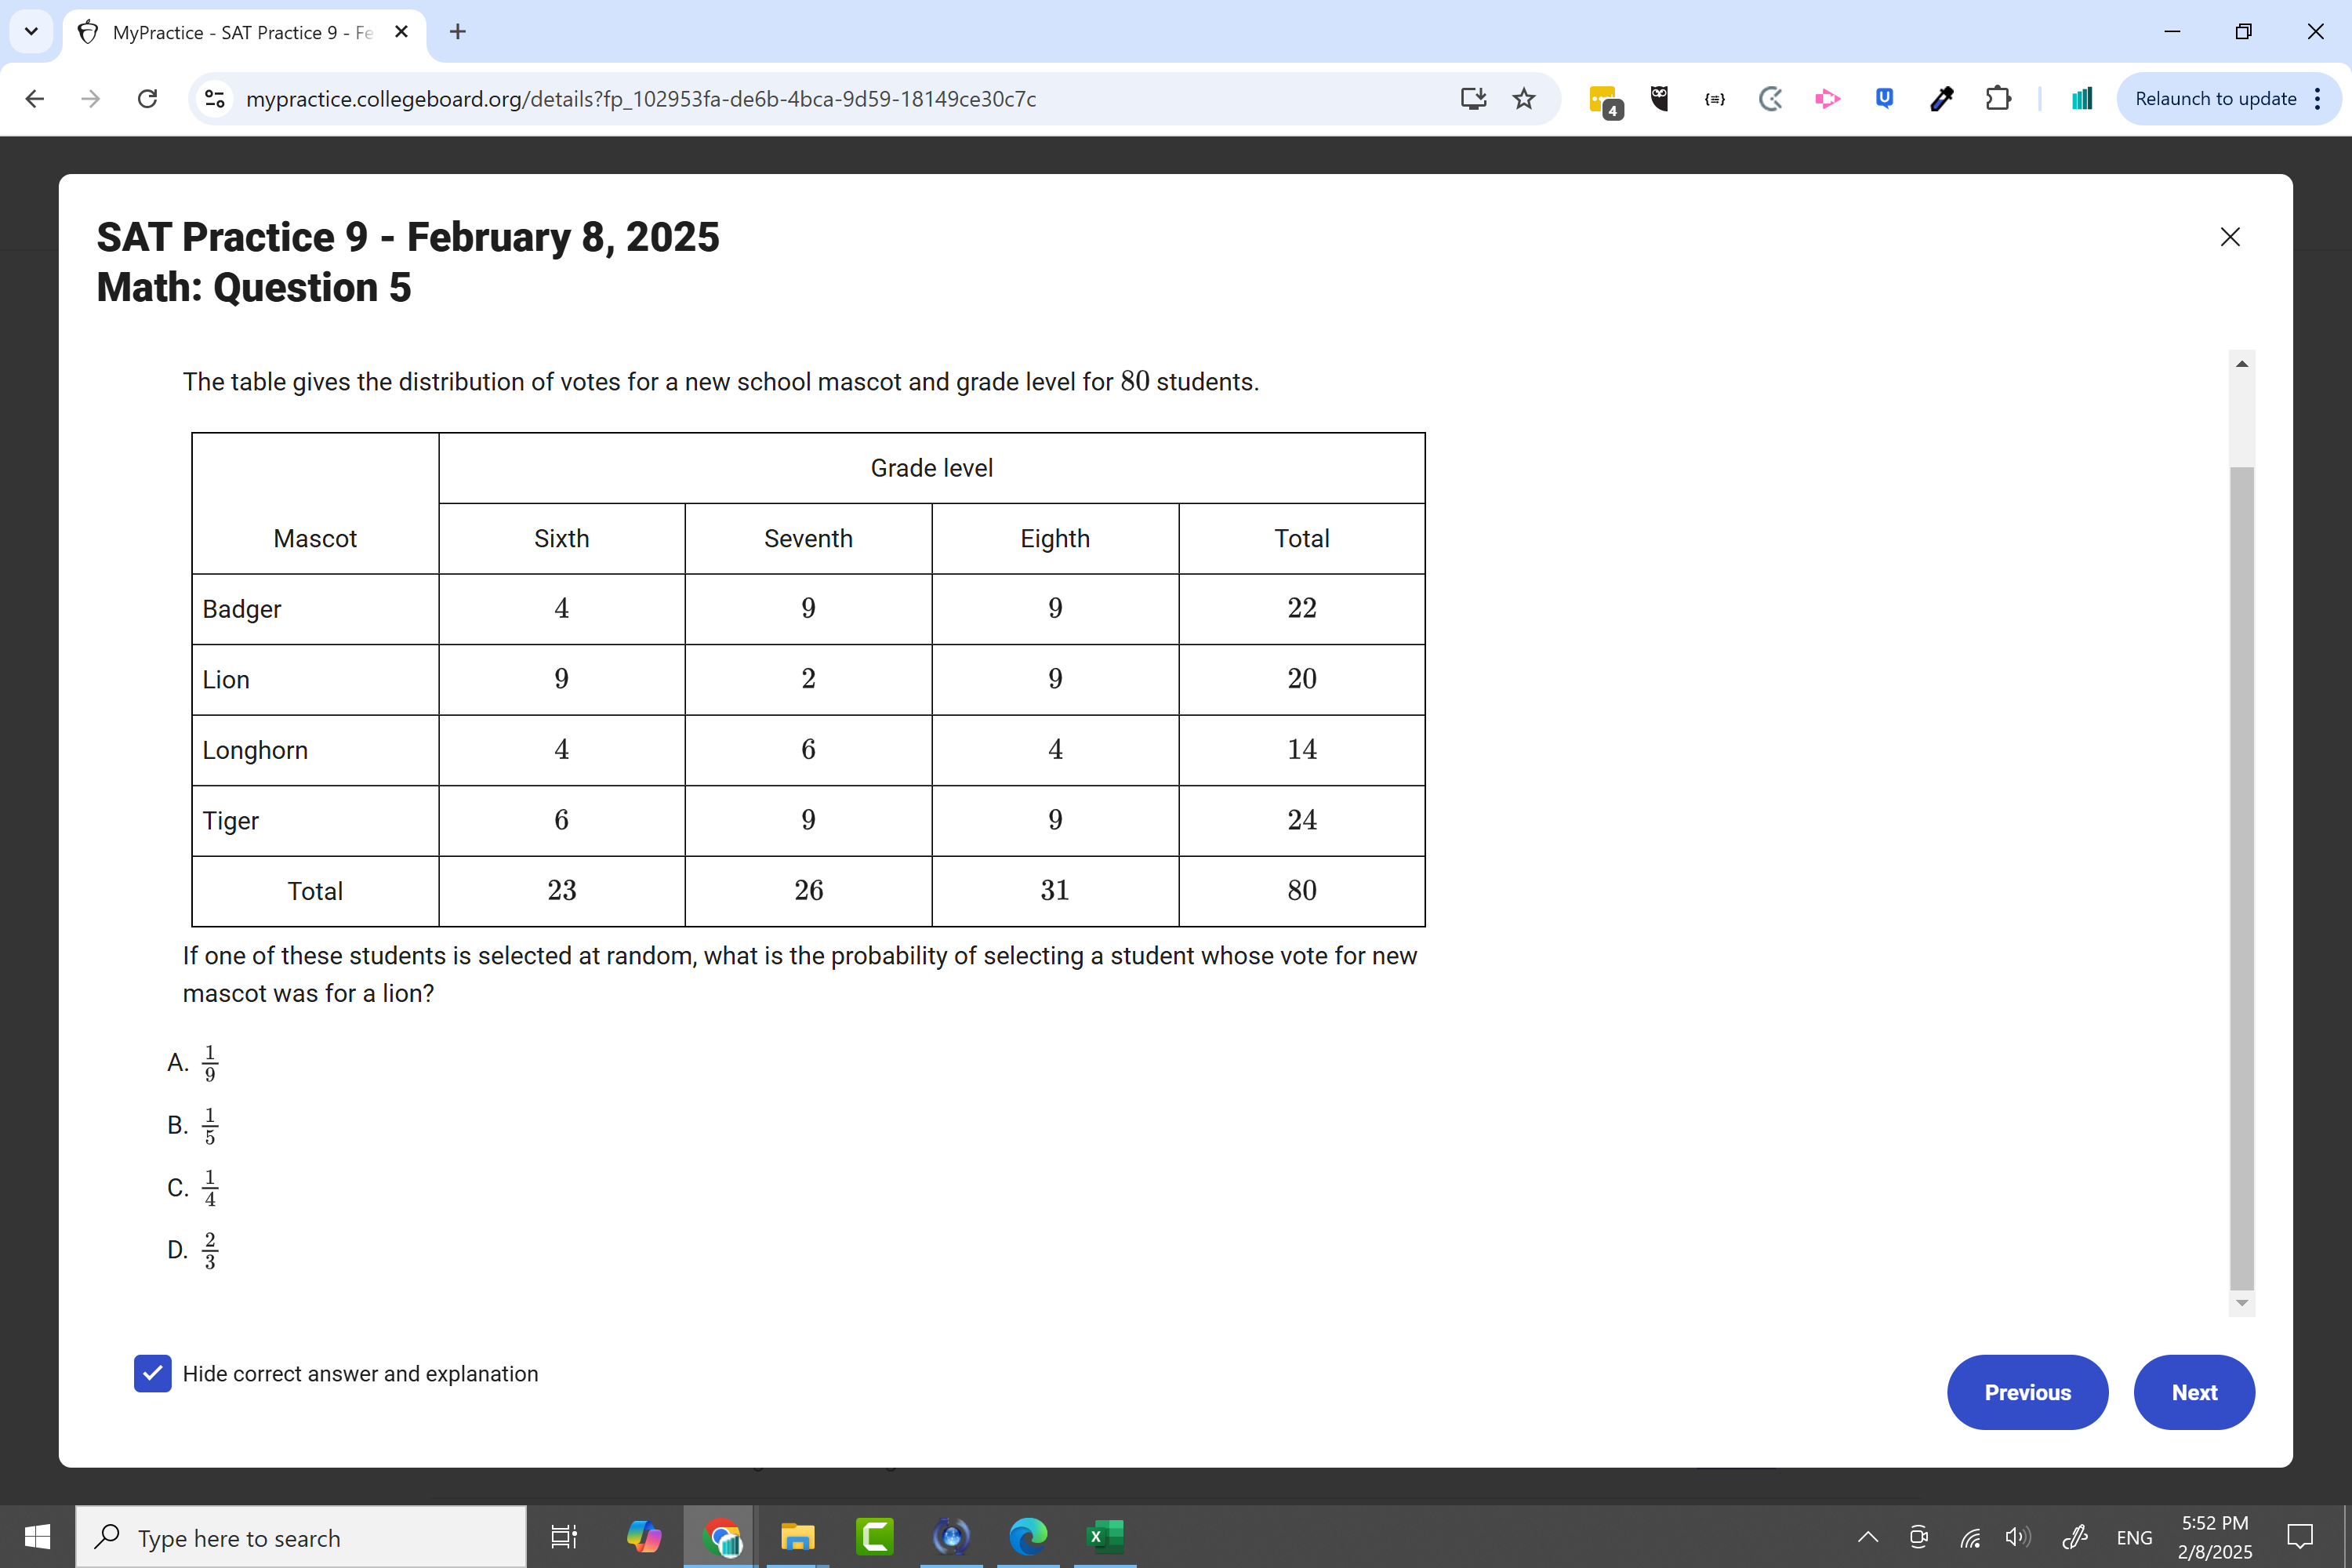 MyPractice - SAT Practice 9 - Fe
mypractice.collegeboard.org/details?fp_102953fa-de6b-4bca-9d59-18149ce30c7c
4
Relaunch to update
SAT Practice 9 - February 8, 2025
Math: Question 5
The table gives the distribution of votes for a new school mascot and grade level for 80 students.
Grade level
Mascot Sixth Seventh Eighth Total
Badger 4 9 9 22
Lion 9 2 9 20
Longhorn 4 6 4 14
Tiger 6 9 9 24
Total 23 26 31 80
If one of these students is selected at random, what is the probability of selecting a student whose vote for new
mascot was for a lion?
A. 1/9
B. 1/5
C. 1/4
D. 2/3
Hide correct answer and explanation
Previous Next
Type here to search
ENG
5:52 PM
2/8/2025